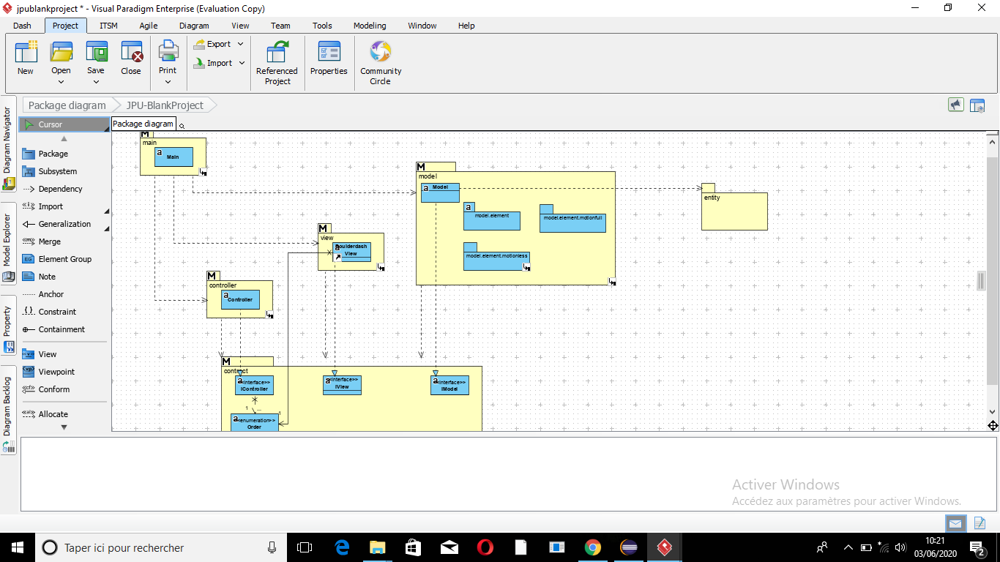 jpublankproject * - Visual Paradigm Enterprise (Evaluation Copy)
Dash Project ITSM Agile Diagram View Team Tools Modeling Window Help
New Open Save Close Print Export Import Referenced Project Properties Community Circle
Package diagram JPU-BlankProject
Diagram Navigator
Model Explorer
Property
Diagram Backlog
Cursor
Package
Subsystem
Dependency
Import
Generalization
Merge
Element Group
Note
Anchor
Constraint
Containment
View
Viewpoint
Conform
Allocate
Package diagram
M
main
a Main
M
model
a Model
a
model.element
model.element.motionfull
model.element.motionless
entity
M
view
a
View
M
controller
a
Controller
M
contract
a <<interface>>
IController
a <<interface>>
IView
a <<interface>>
IModel
1
1
a <<enumeration>>
Order
Activer Windows
Accédez aux paramètres pour activer Windows.
Taper ici pour rechercher
10:21
03/06/2020
2